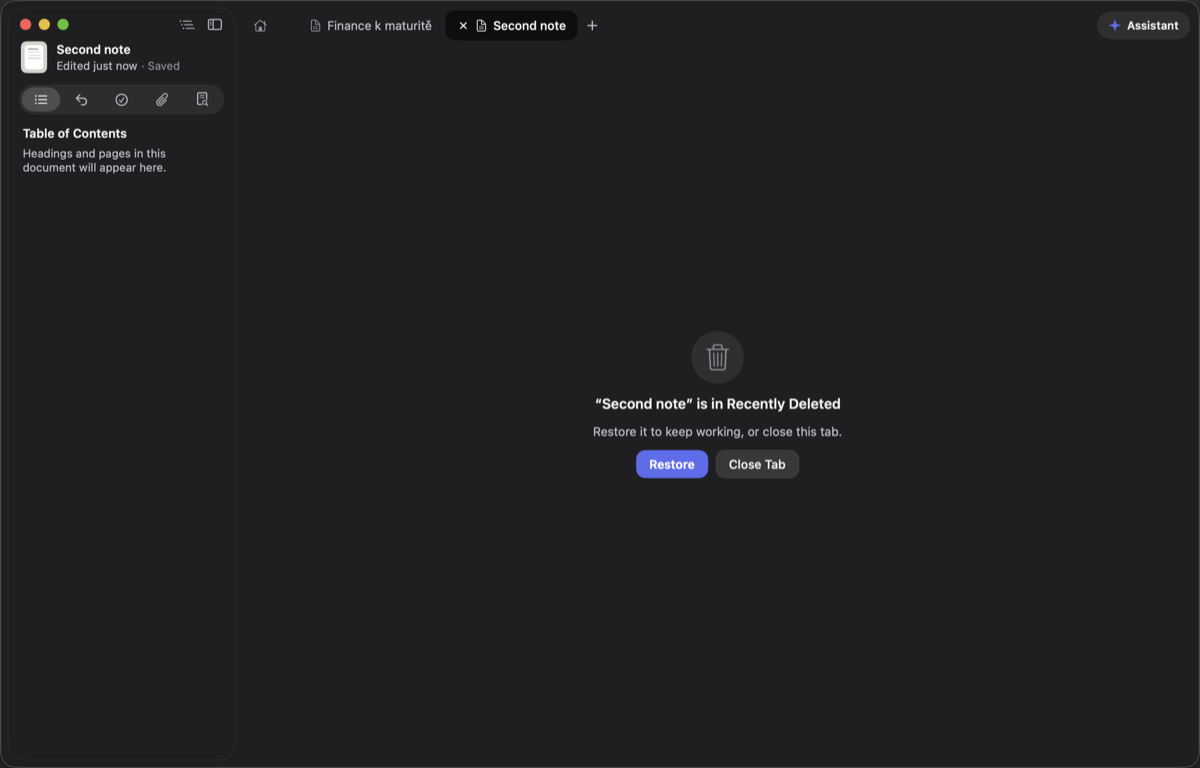 Finance k maturitě
Second note
Assistant
Second note
Edited just now · Saved
Table of Contents
Headings and pages in this
document will appear here.
“Second note” is in Recently Deleted
Restore it to keep working, or close this tab.
Restore
Close Tab